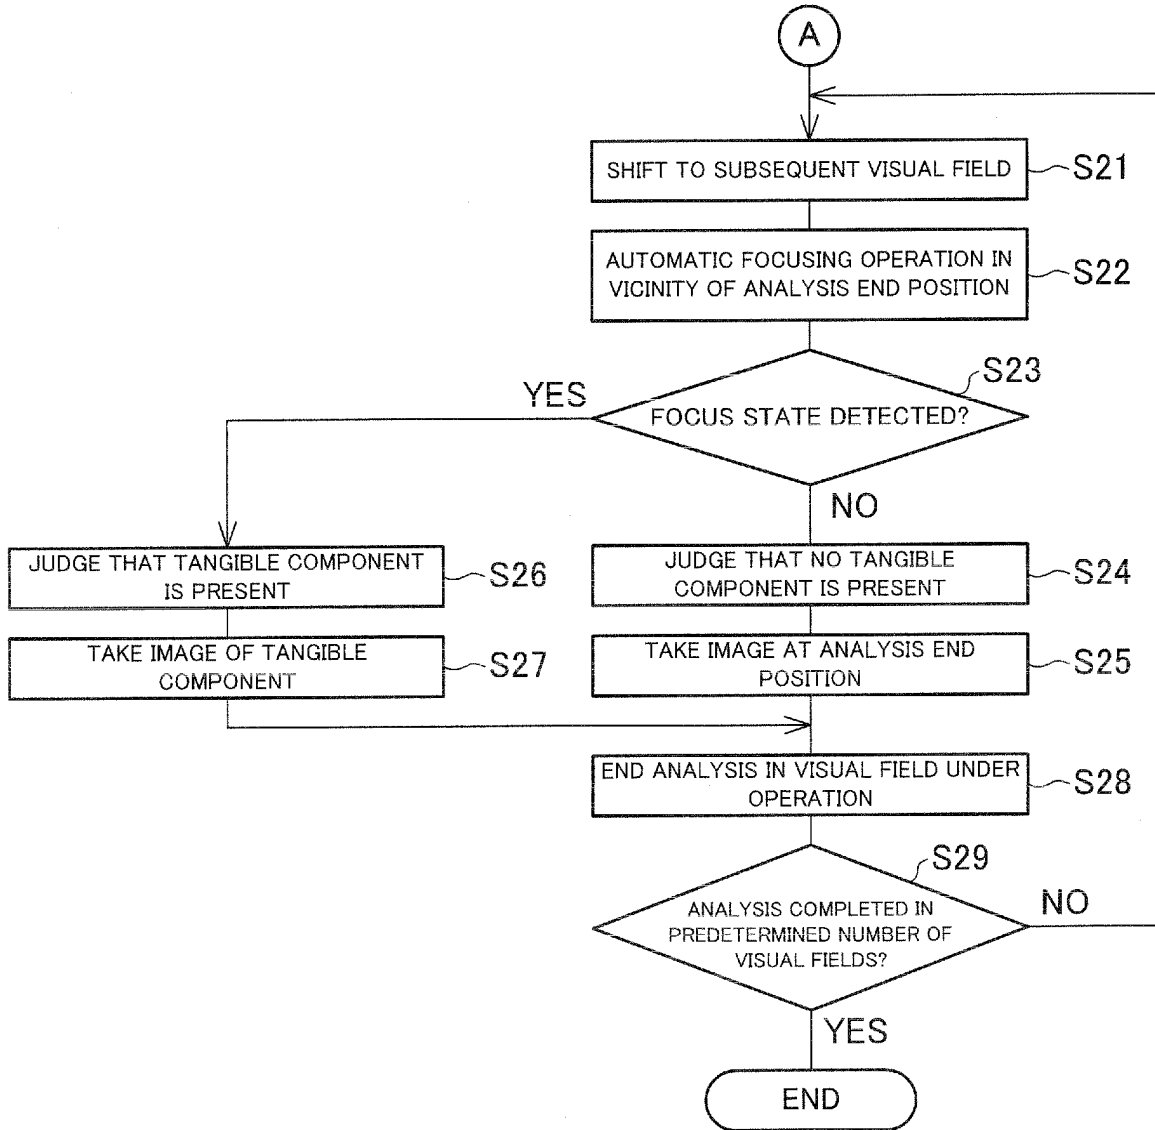 A
SHIFT TO SUBSEQUENT VISUAL FIELD
S21
AUTOMATIC FOCUSING OPERATION IN
VICINITY OF ANALYSIS END POSITION
S22
S23
FOCUS STATE DETECTED?
YES
NO
JUDGE THAT TANGIBLE COMPONENT
IS PRESENT
S26
JUDGE THAT NO TANGIBLE
COMPONENT IS PRESENT
S24
TAKE IMAGE OF TANGIBLE
COMPONENT
S27
TAKE IMAGE AT ANALYSIS END
POSITION
S25
END ANALYSIS IN VISUAL FIELD UNDER
OPERATION
S28
S29
ANALYSIS COMPLETED IN
PREDETERMINED NUMBER OF
VISUAL FIELDS?
NO
YES
END